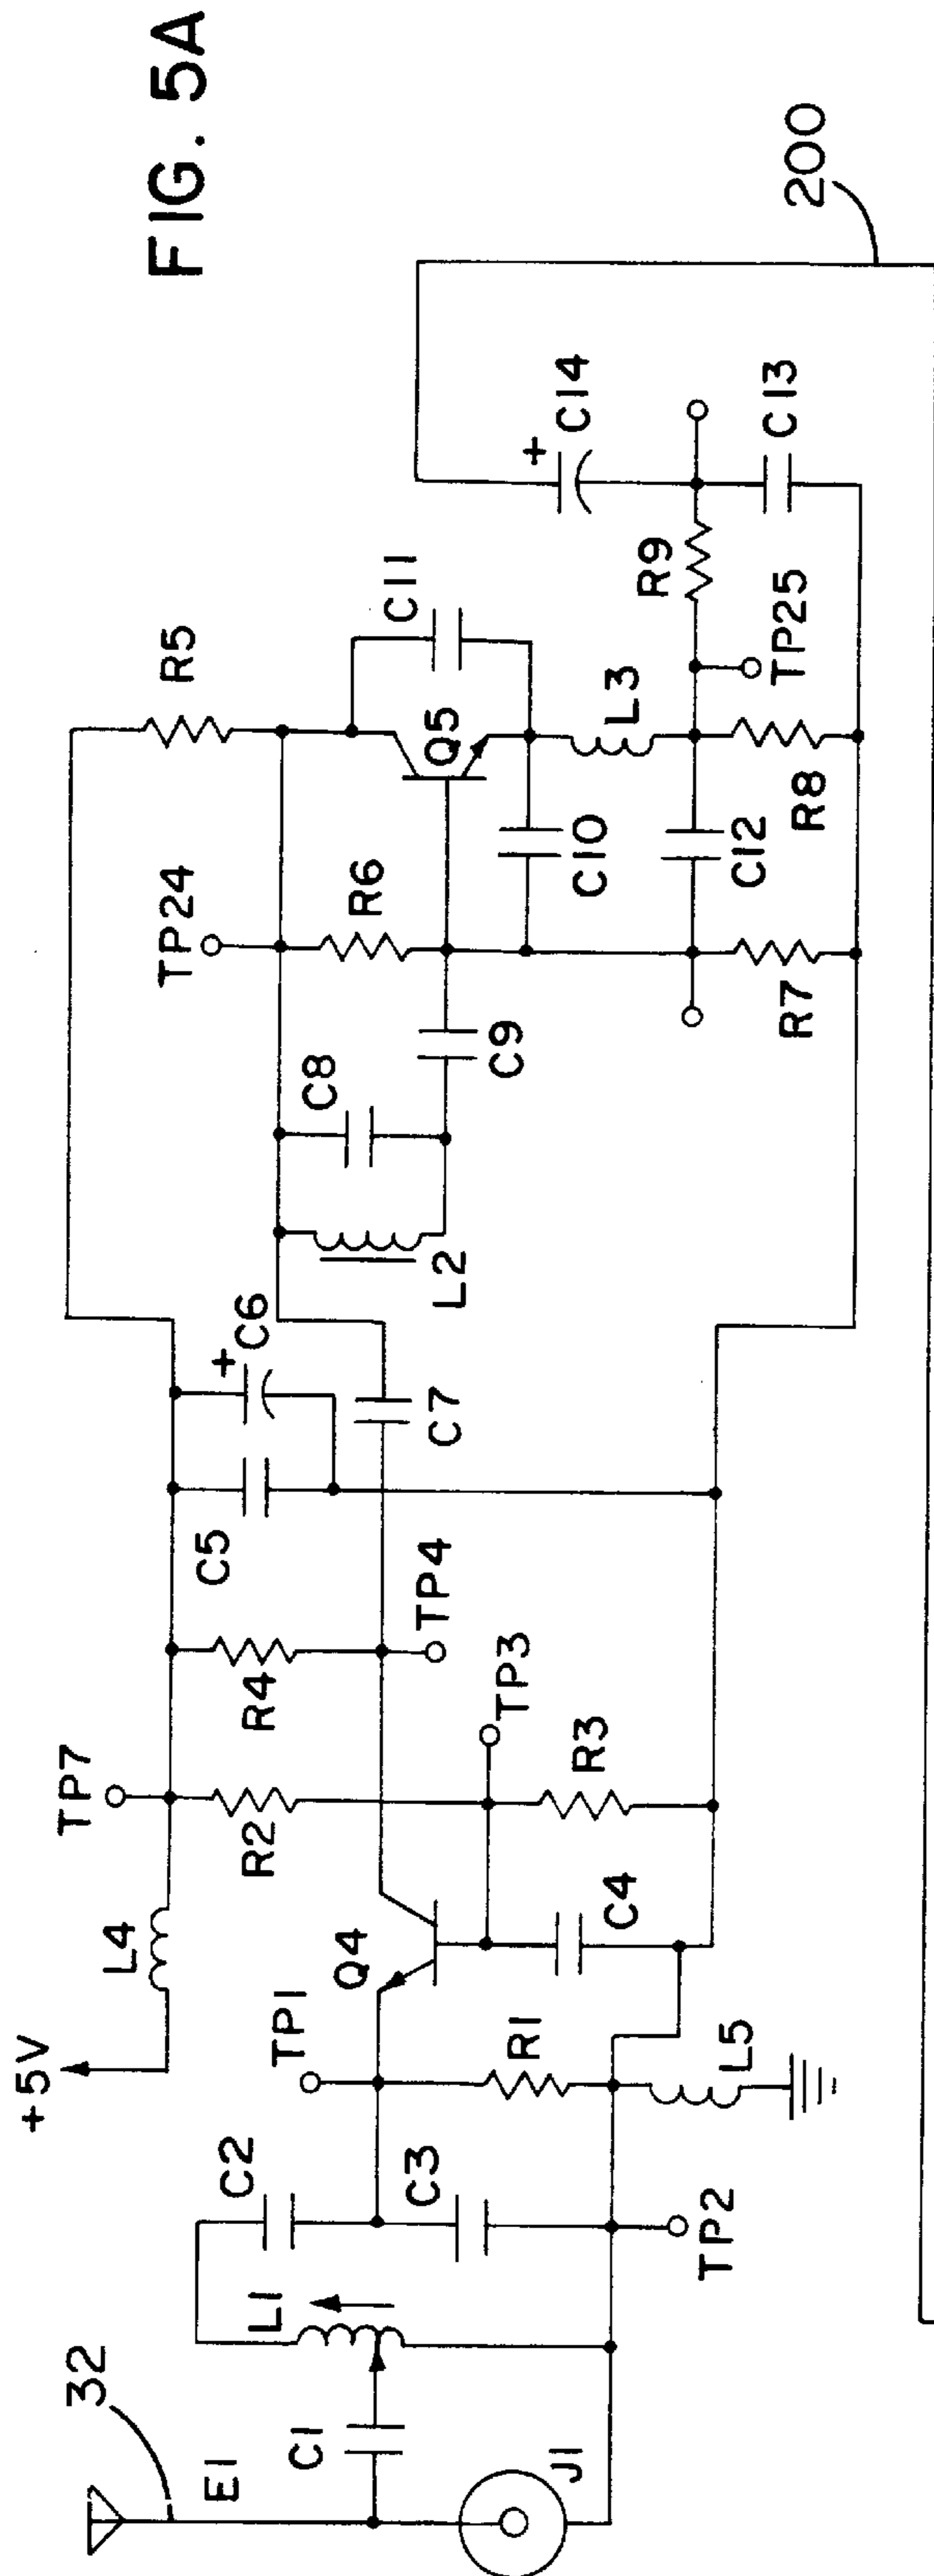 FIG. 5A
200
32
E1
C1
J1
L1
C2
C3
TP2
TP1
R1
L5
+5V
L4
Q4
C4
TP7
R2
R4
TP3
R3
TP4
C5
C6
C7
L2
C8
C9
TP24
R6
R5
Q5
C11
C10
L3
C12
R7
R8
TP25
R9
+
C14
C13
+